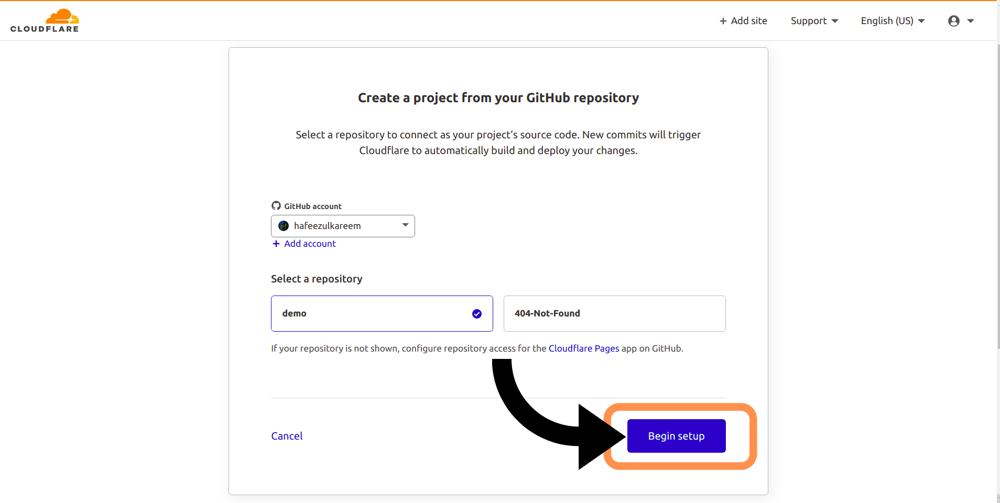 CLOUDFLARE
+ Add site
Support
English (US)
Create a project from your GitHub repository
Select a repository to connect as your project’s source code. New commits will trigger
Cloudflare to automatically build and deploy your changes.
GitHub account
hafeezulkareem
+ Add account
Select a repository
demo
404-Not-Found
If your repository is not shown, configure repository access for the Cloudflare Pages app on GitHub.
Cancel
Begin setup